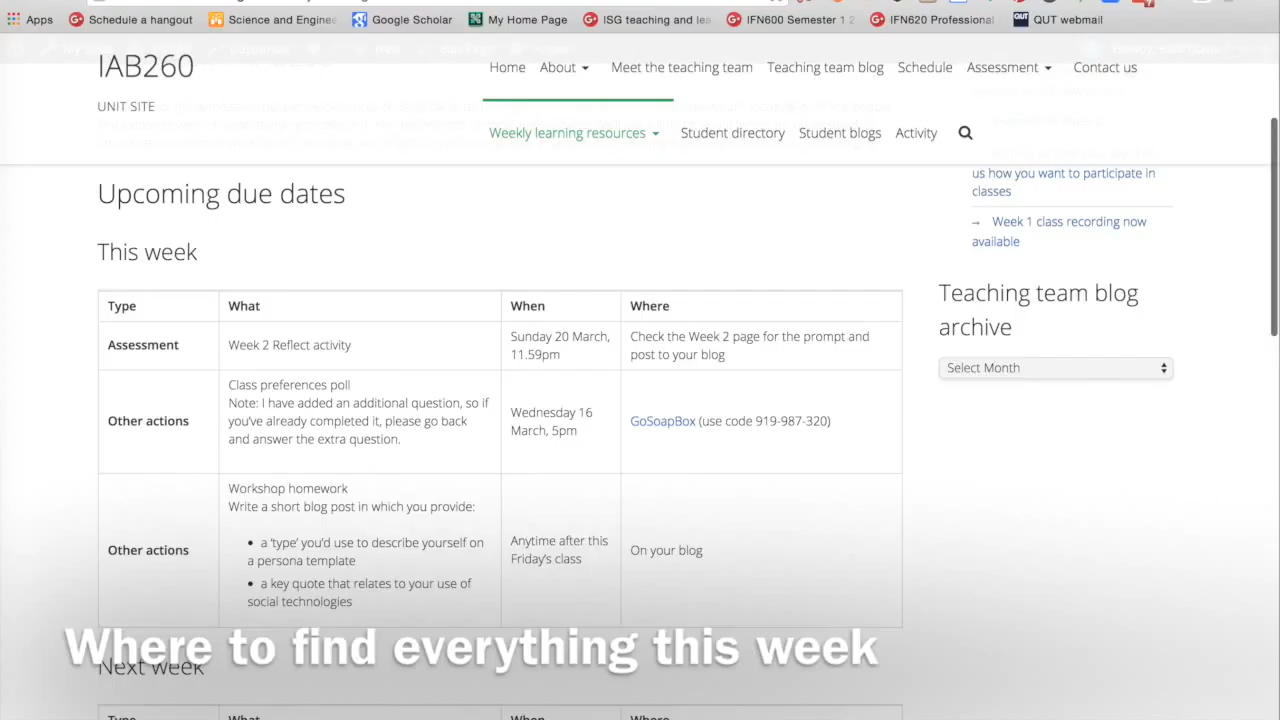 Apps Schedule a hangout Science and Engine Google Scholar My Home Page ISG teaching and lea IFN600 Semester 1 2 IFN620 Professional QUT webmail
IAB260
UNIT SITE
Home About Meet the teaching team Teaching team blog Schedule Assessment Contact us
Weekly learning resources Student directory Student blogs Activity
us how you want to participate in
classes
→ Week 1 class recording now
available
Teaching team blog
archive
Select Month
Upcoming due dates
This week
Type What When Where
Assessment
Week 2 Reflect activity
Sunday 20 March,
11.59pm
Check the Week 2 page for the prompt and
post to your blog
Other actions
Class preferences poll
Note: I have added an additional question, so if
you've already completed it, please go back
and answer the extra question.
Wednesday 16
March, 5pm
GoSoapBox (use code 919-987-320)
Other actions
Workshop homework
Write a short blog post in which you provide:
• a 'type' you'd use to describe yourself on
a persona template
• a key quote that relates to your use of
social technologies
Anytime after this
Friday's class
On your blog
Where to find everything this week
Next week
Type What When Where